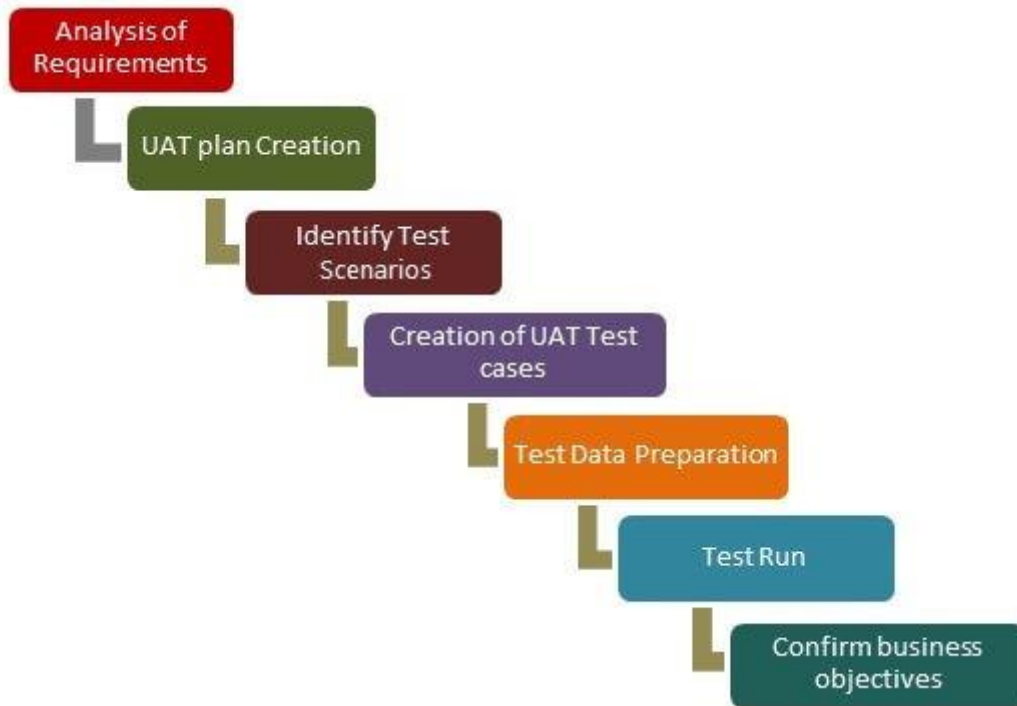 Analysis of
Requirements
UAT plan Creation
Identify Test
Scenarios
Creation of UAT Test
cases
Test Data Preparation
Test Run
Confirm business
objectives